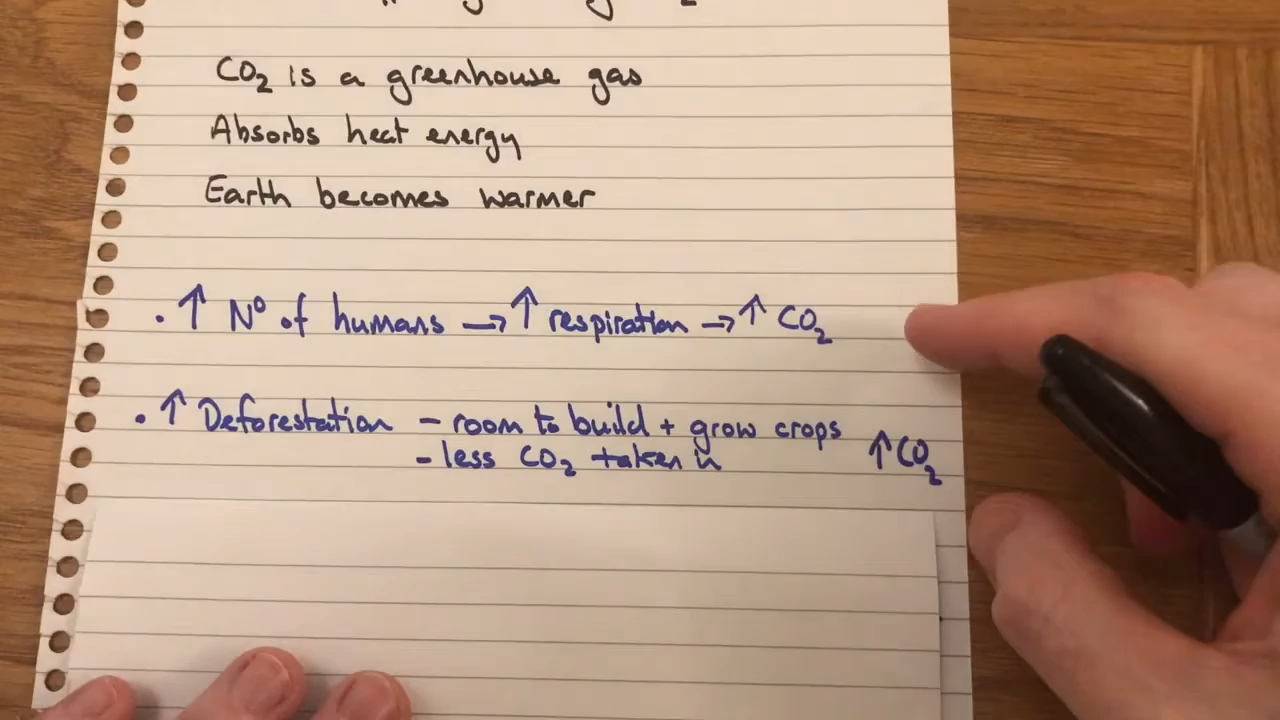 CO₂ is a greenhouse gas
Absorbs heat energy
Earth becomes warmer
. ↑ Nº of humans → ↑ respiration → ↑ CO₂
. ↑ Deforestation - room to build + grow crops
- less CO₂ taken in ↑ CO₂